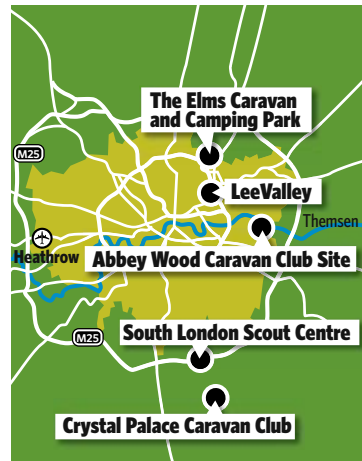 The Elms Caravan
and Camping Park
M25
LeeValley
Themsen
Heathrow
Abbey Wood Caravan Club Site
South London Scout Centre
M25
Crystal Palace Caravan Club